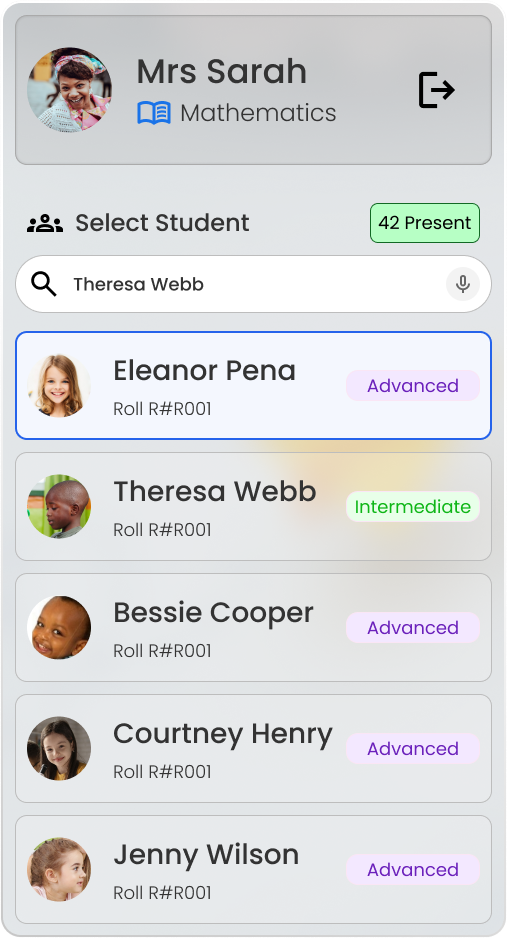 Mrs Sarah
Mathematics
Select Student
42 Present
Theresa Webb
Eleanor Pena
Advanced
Roll R#R001
Theresa Webb
Intermediate
Roll R#R001
Bessie Cooper
Advanced
Roll R#R001
Courtney Henry
Advanced
Roll R#R001
Jenny Wilson
Advanced
Roll R#R001